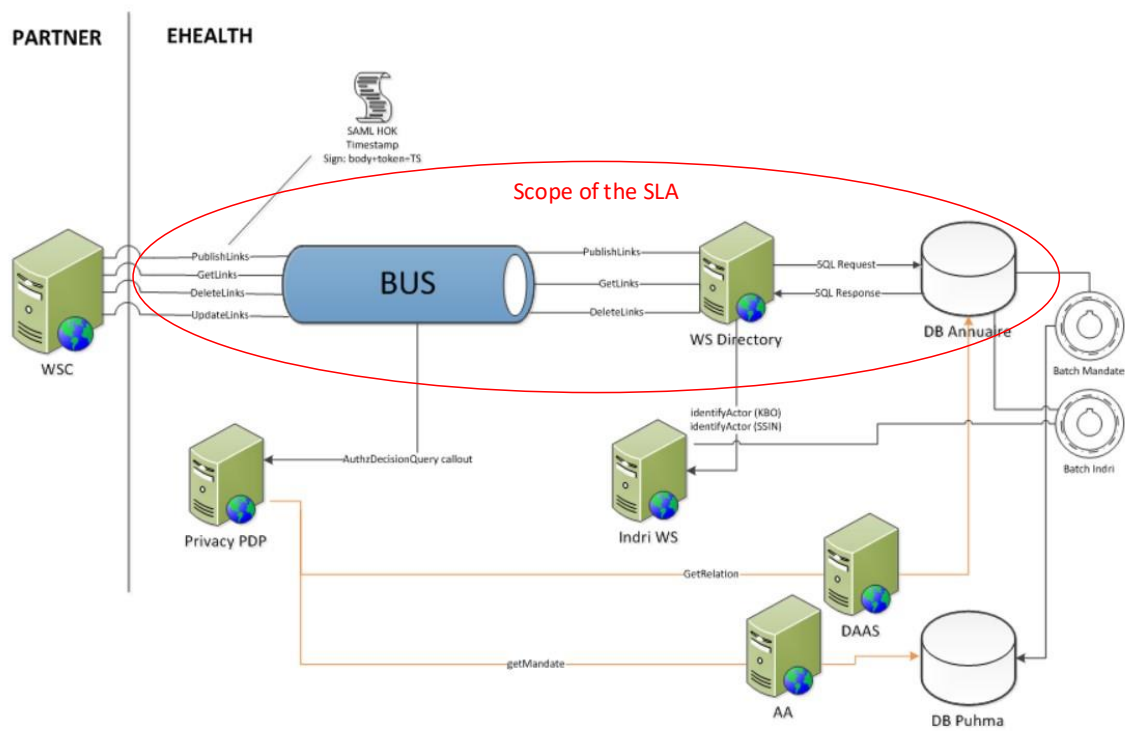 PARTNER
EHEALTH
SAML HOK
Timestamp
Sign: body+token=TS
Scope of the SLA
PublishLinks
GetLinks
DeleteLinks
UpdateLinks
BUS
PublishLinks
GetLinks
DeleteLinks
SQL Request
SQL Response
WSC
WS Directory
DB Annuaire
Batch Mandate
identifyActor (KBO)
identifyActor (SSIN)
AuthzDecisionQuery callout
Batch Indri
Privacy PDP
Indri WS
GetRelation
DAAS
getMandate
AA
DB Puhma